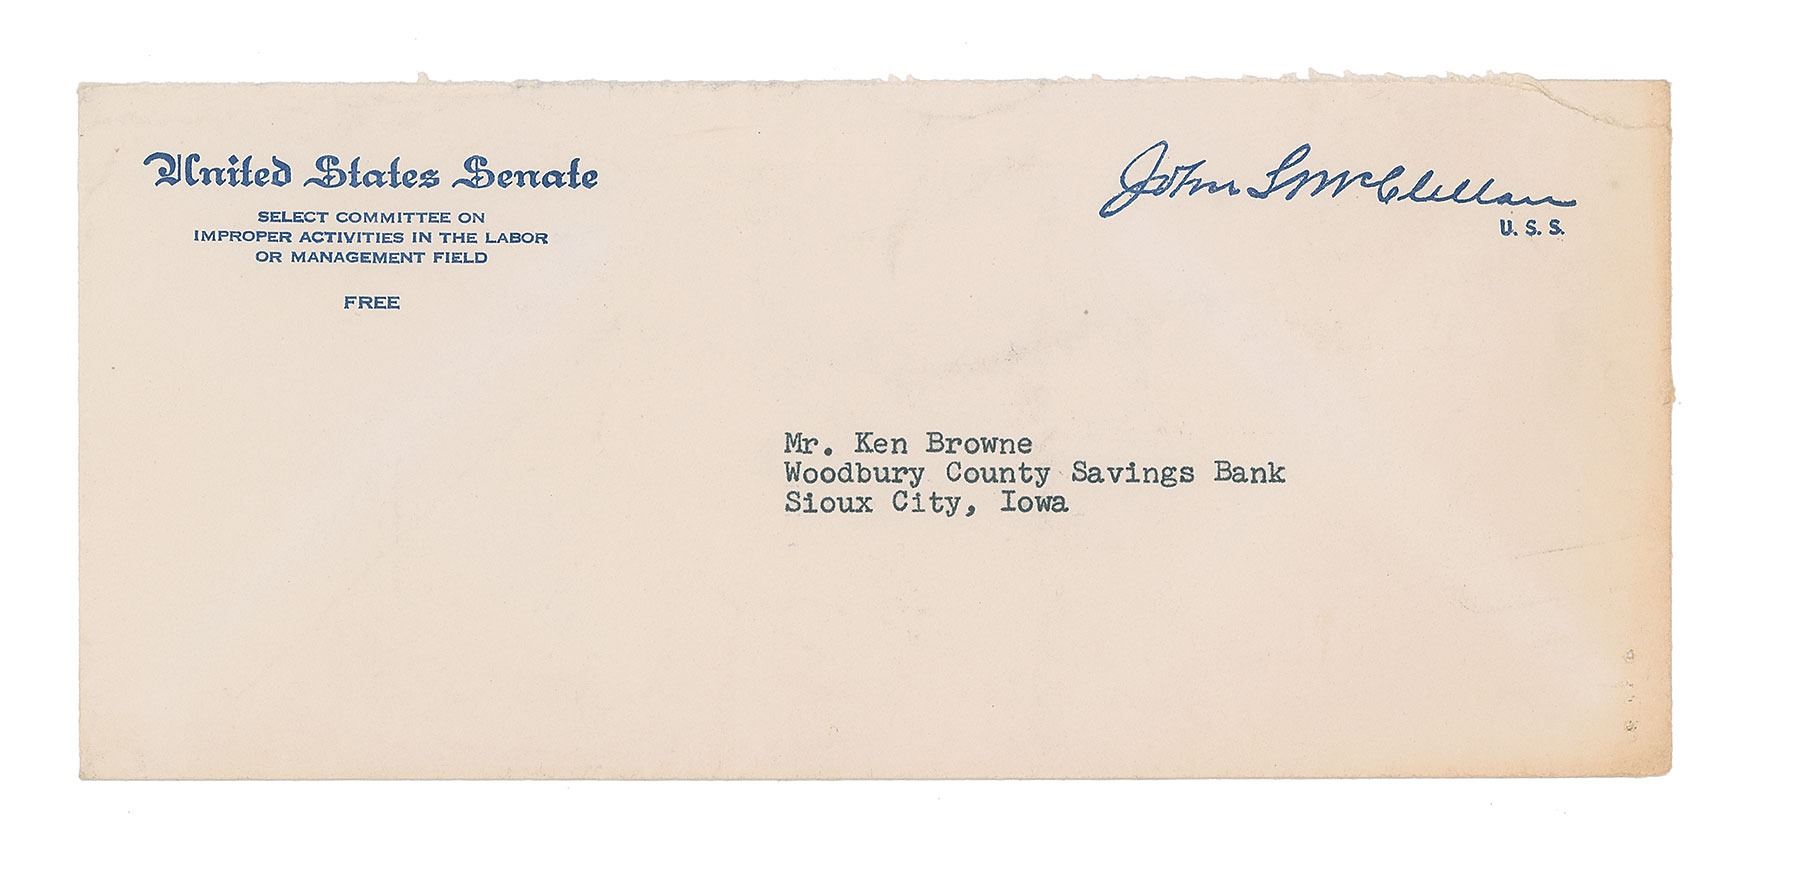 United States Senate
SELECT COMMITTEE ON
IMPROPER ACTIVITIES IN THE LABOR
OR MANAGEMENT FIELD
FREE
John L McClellan
U. S. S.
Mr. Ken Browne
Woodbury County Savings Bank
Sioux City, Iowa